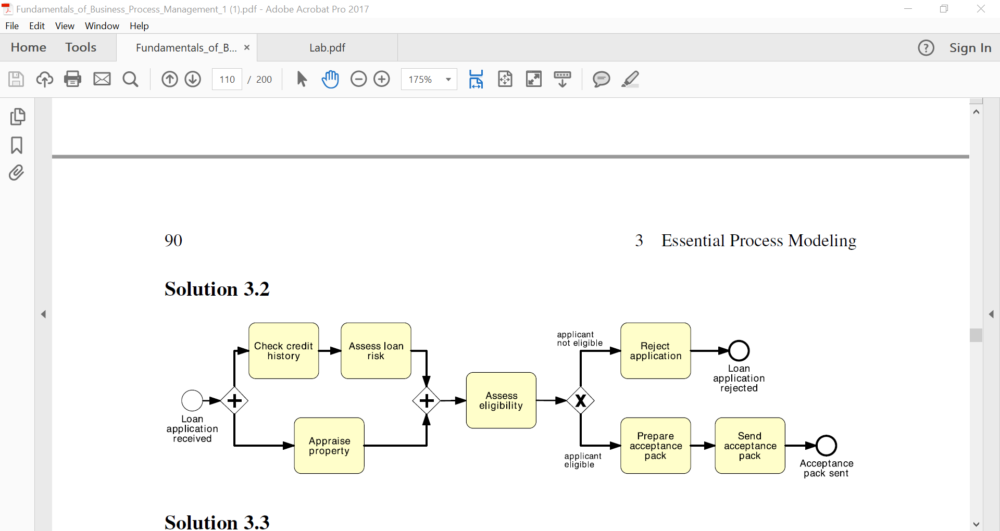 Fundamentals_of_Business_Process_Management_1 (1).pdf - Adobe Acrobat Pro 2017
File Edit View Window Help
Home Tools Fundamentals_of_B... × Lab.pdf ? Sign In
110 / 200 175%
90 3 Essential Process Modeling
Solution 3.2
Loan
application
received
Check credit
history
Assess loan
risk
Appraise
property
Assess
eligibility
X
applicant
not eligible
Reject
application
Loan
application
rejected
applicant
eligible
Prepare
acceptance
pack
Send
acceptance
pack
Acceptance
pack sent
Solution 3.3